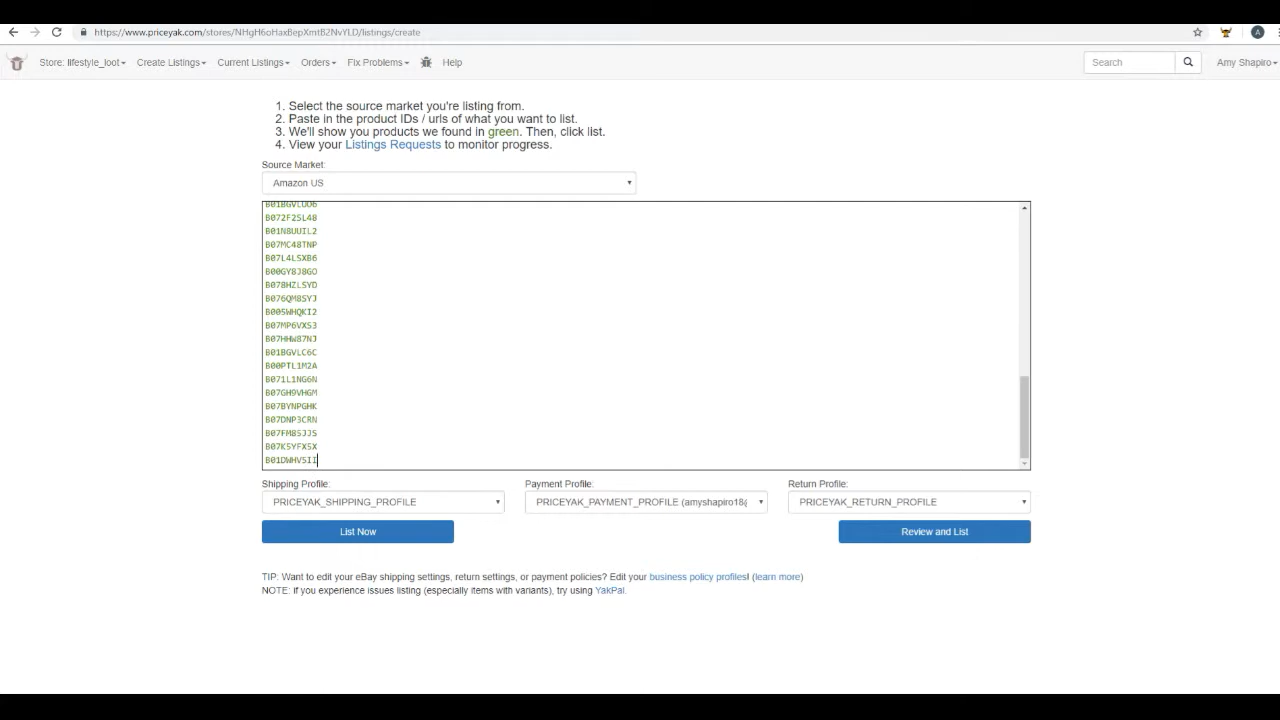 https://www.priceyak.com/stores/NHgH6oHaxBepXmtB2NvYLD/listings/create
A
Store: lifestyle_loot Create Listings Current Listings Orders Fix Problems Help Search Amy Shapiro
1. Select the source market you're listing from.
2. Paste in the product IDs / urls of what you want to list.
3. We'll show you products we found in green. Then, click list.
4. View your Listings Requests to monitor progress.
Source Market:
Amazon US
B01BGVLUO6
B072F2SL48
B01N8UUIL2
B07MC48TNP
B07L4LSXB6
B00GY8J8GO
B078HZLSYD
B076QM8SYJ
B005WHQKI2
B07MP6VXS3
B07HHW87NJ
B01BGVLC6C
B00PTL1M2A
B071L1NG6N
B07GH9VHGM
B07BYNPGHK
B07DNP3CRN
B07FM85JJS
B07K5YFX5X
B01DWHVSII
Shipping Profile: Payment Profile: Return Profile:
PRICEYAK_SHIPPING_PROFILE PRICEYAK_PAYMENT_PROFILE (amyshapiro18@ PRICEYAK_RETURN_PROFILE
List Now Review and List
TIP: Want to edit your eBay shipping settings, return settings, or payment policies? Edit your business policy profiles! (learn more)
NOTE: if you experience issues listing (especially items with variants), try using YakPal.